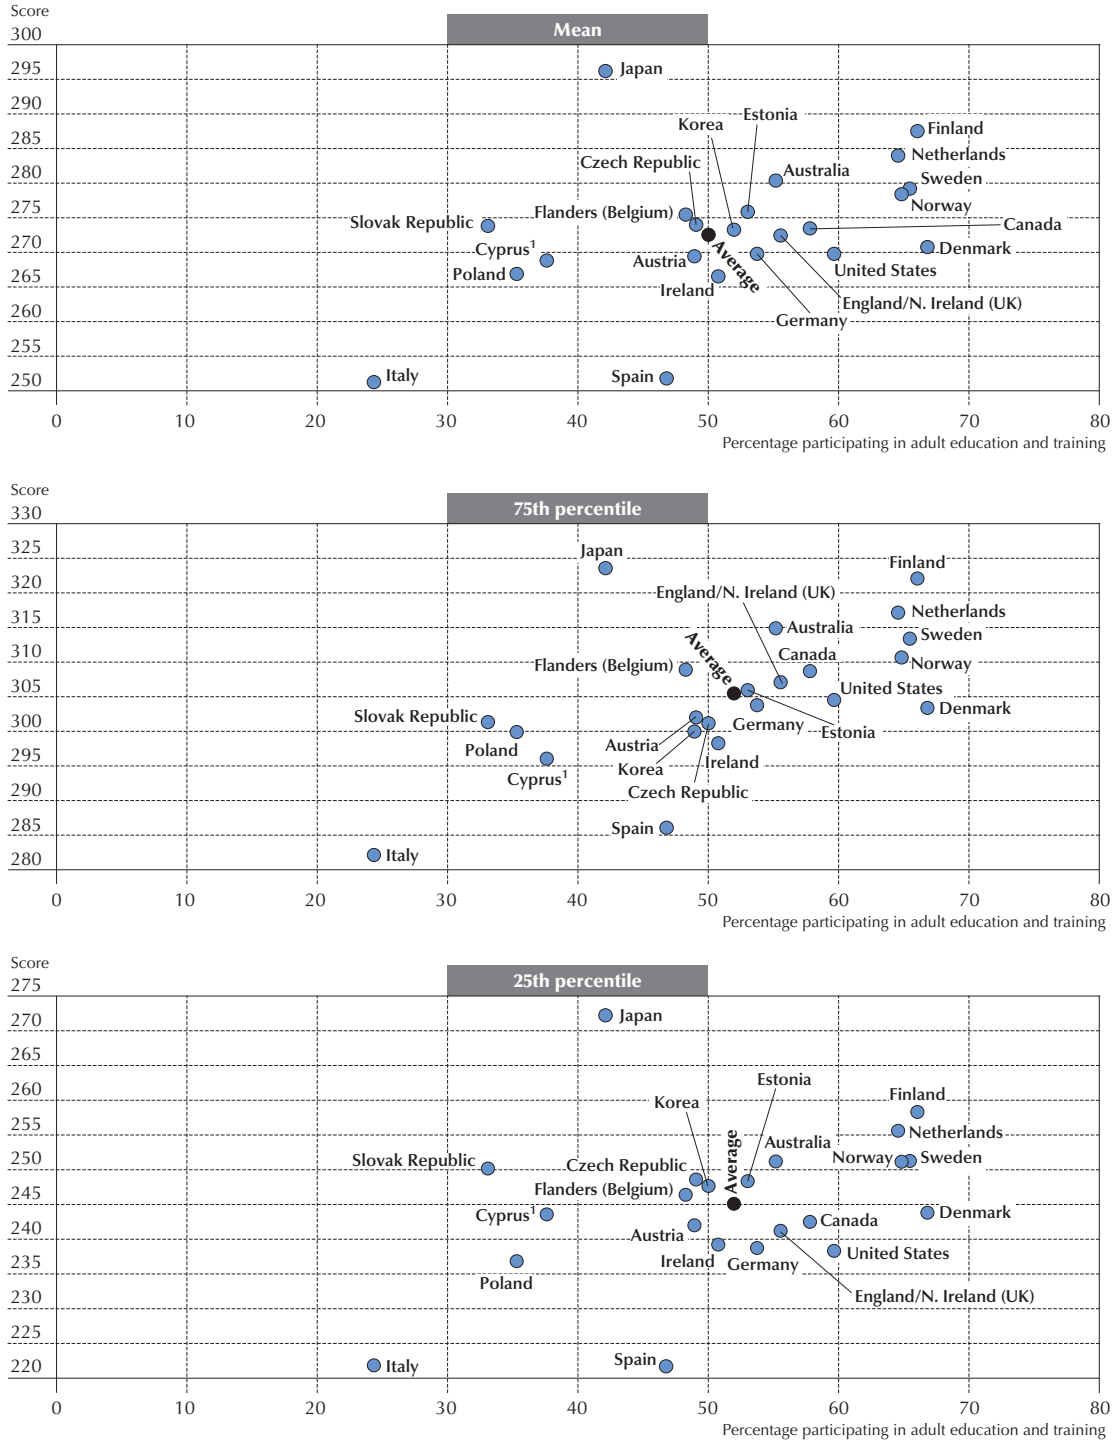 Score
300
Mean
295
Japan
290
Estonia
Korea
Finland
285
Netherlands
Czech Republic
Australia
280
Sweden
Norway
275
Flanders (Belgium)
Slovak Republic
Canada
270
Cyprus1
Average
Denmark
Austria
265
Poland
United States
Ireland
260
England/N. Ireland (UK)
Germany
255
250
Italy
Spain
0 10 20 30 40 50 60 70 80
Percentage participating in adult education and training
Score
330
75th percentile
325
Japan
Finland
320
England/N. Ireland (UK)
315
Netherlands
Australia
Sweden
310
Average
Canada
Flanders (Belgium)
Norway
305
United States
Denmark
300
Slovak Republic
Germany
Estonia
Poland
Austria
295
Ireland
Korea
Cyprus1
290
Czech Republic
285
Spain
280
Italy
0 10 20 30 40 50 60 70 80
Percentage participating in adult education and training
Score
275
25th percentile
270
Japan
265
260
Estonia
Finland
Korea
255
Netherlands
Australia
250
Slovak Republic
Czech Republic
Average
Norway
Sweden
245
Flanders (Belgium)
Cyprus1
Denmark
240
Canada
Austria
235
Ireland
Germany
United States
Poland
230
England/N. Ireland (UK)
225
220
Italy
Spain
0 10 20 30 40 50 60 70 80
Percentage participating in adult education and training